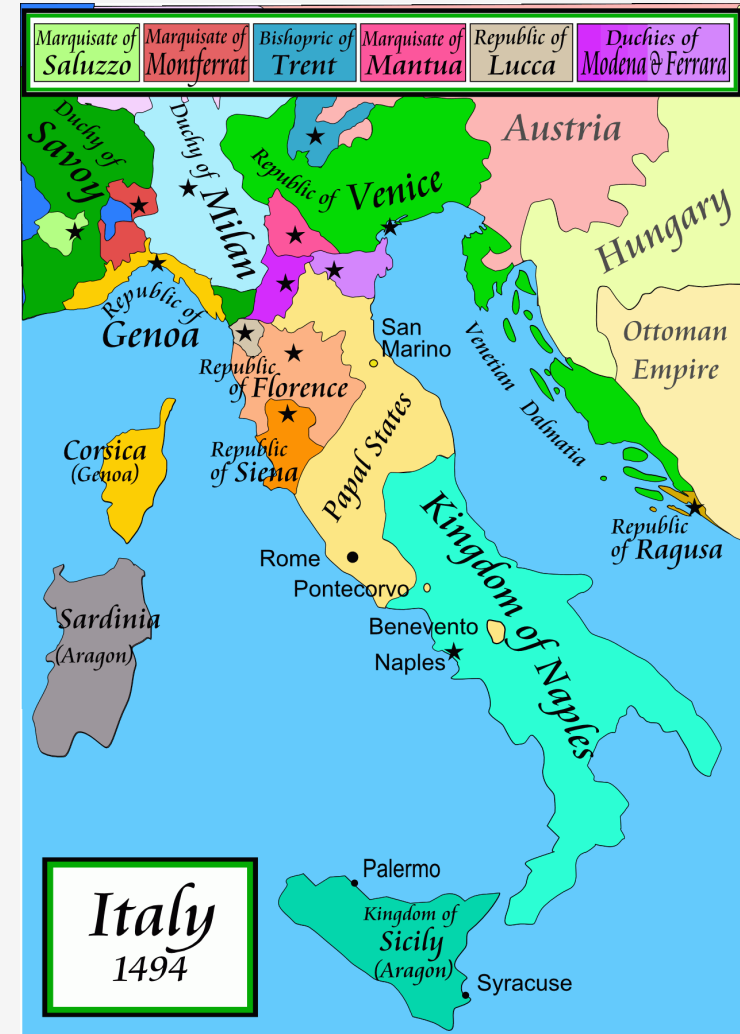 Marquisate of
Saluzzo
Marquisate of
Montferrat
Bishopric of
Trent
Marquisate of
Mantua
Republic of
Lucca
Duchies of
Modena & Ferrara
Duchy of
Savoy
Duchy of
Milan
Republic of
Venice
Austria
Hungary
Republic of
Genoa
San
Marino
Ottoman
Empire
Republic
of Florence
Venetian
Dalmatia
Papal States
Corsica
(Genoa)
Republic
of Siena
Kingdom of Naples
Republic
of Ragusa
Rome
Pontecorvo
Sardinia
(Aragon)
Benevento
Naples
Palermo
Kingdom of
Sicily
(Aragon)
Syracuse
Italy
1494